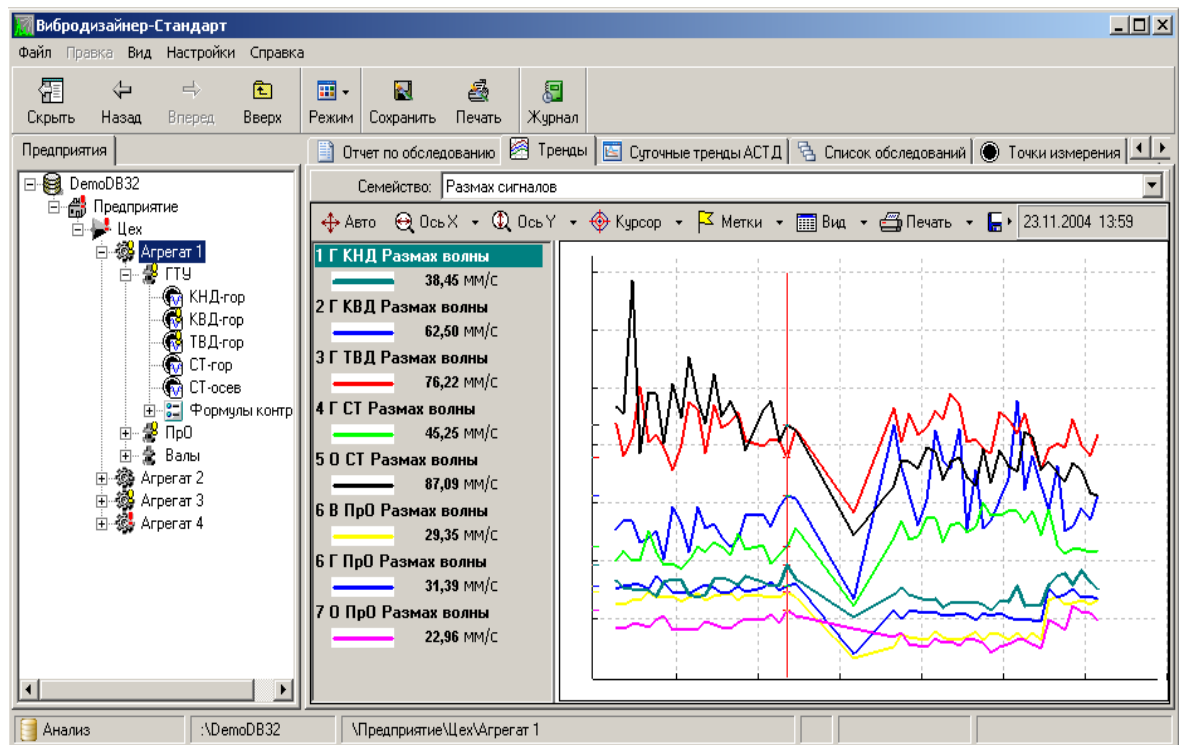 Вибродизайнер-Стандарт
Файл Правка Вид Настройки Справка
Скрыть Назад Вперед Вверх Режим Сохранить Печать Журнал
Предприятия
Отчет по обследованию Тренды Суточные тренды АСТД Список обследований Точки измерения
Семейство: Размах сигналов
Авто Ось X Ось Y Курсор Метки Вид Печать 23.11.2004 13:59
DemoDB32
Предприятие
Цех
Агрегат 1
ГТУ
КНД-гор
КВД-гор
ТВД-гор
СТ-гор
СТ-осев
Формулы контр
ПрО
Валы
Агрегат 2
Агрегат 3
Агрегат 4
1 Г КНД Размах волны
38,45 мм/с
2 Г КВД Размах волны
62,50 мм/с
3 Г ТВД Размах волны
76,22 мм/с
4 Г СТ Размах волны
45,25 мм/с
5 О СТ Размах волны
87,09 мм/с
6 В ПрО Размах волны
29,35 мм/с
6 Г ПрО Размах волны
31,39 мм/с
7 О ПрО Размах волны
22,96 мм/с
Анализ :\DemoDB32 \Предприятие\Цех\Агрегат 1